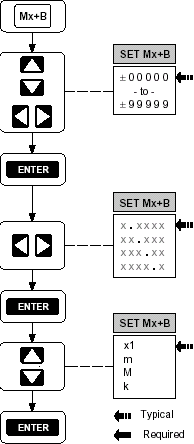 Mx+B
SET Mx+B
±00000
- to -
±99999
ENTER
SET Mx+B
x.xxxx
xx.xxx
xxx.xx
xxxx.x
ENTER
SET Mx+B
x1
m
M
k
Typical
Required
ENTER